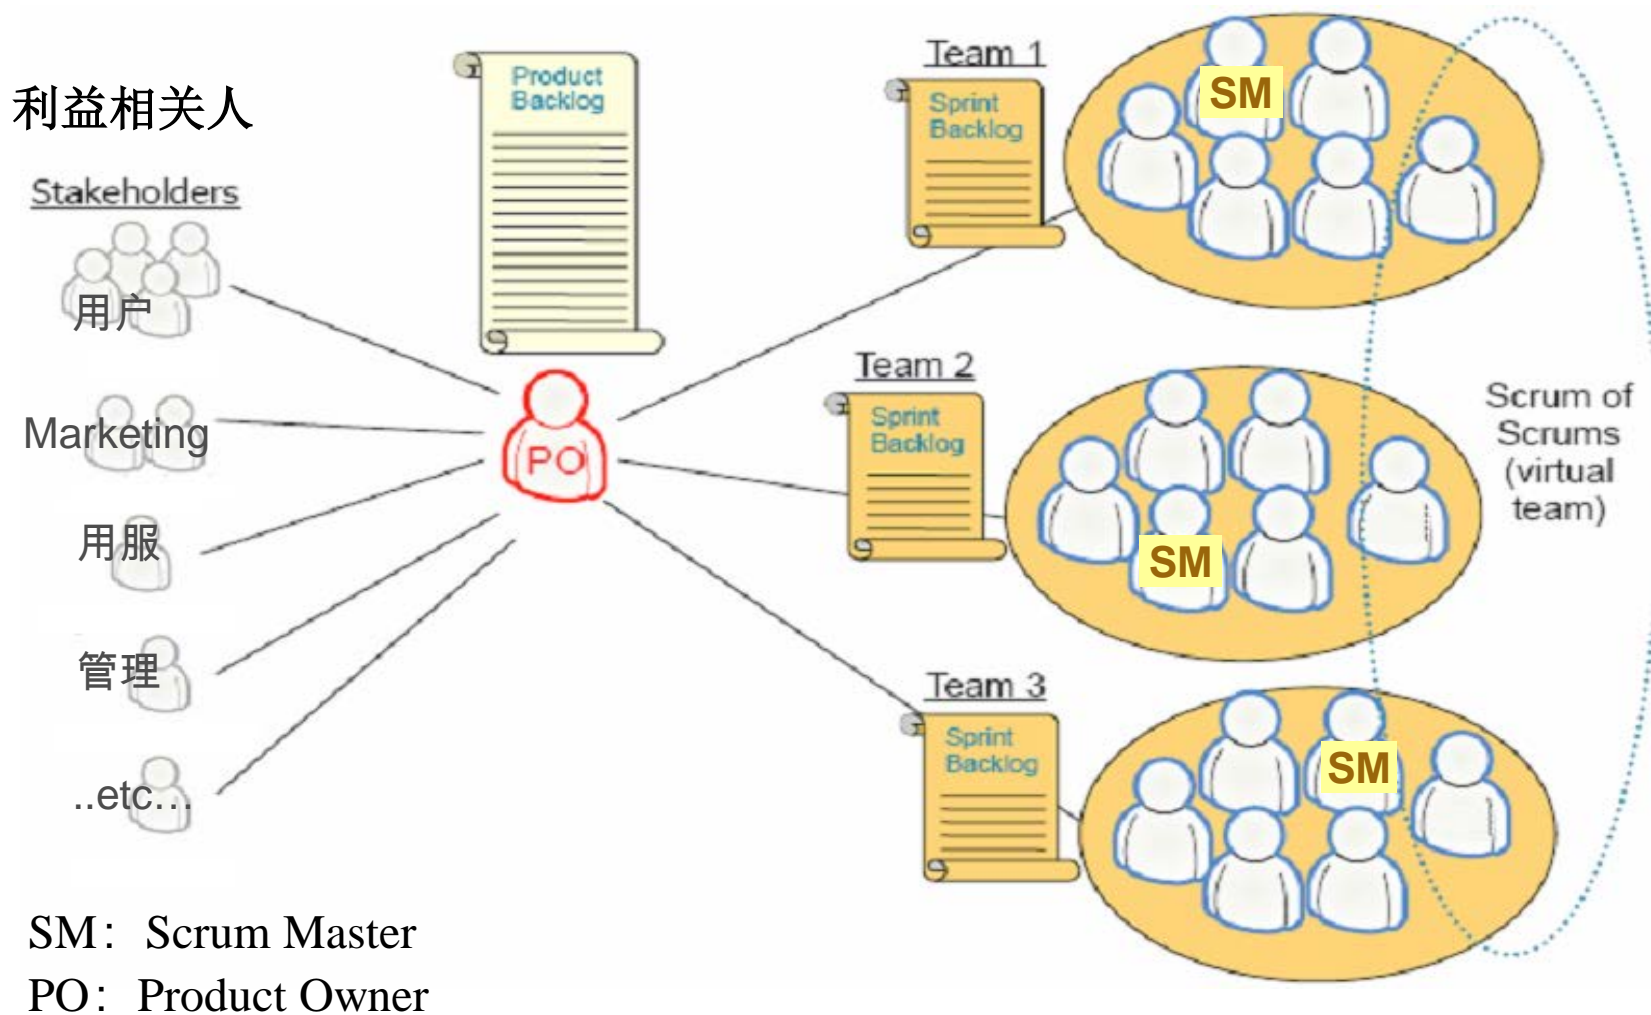 利益相关人
Stakeholders
用户
Marketing
用服
管理
..etc...
Product
Backlog
PO
Team 1
Sprint
Backlog
SM
Team 2
Sprint
Backlog
SM
Team 3
Sprint
Backlog
SM
Scrum of
Scrums
(virtual
team)
SM：Scrum Master
PO：Product Owner